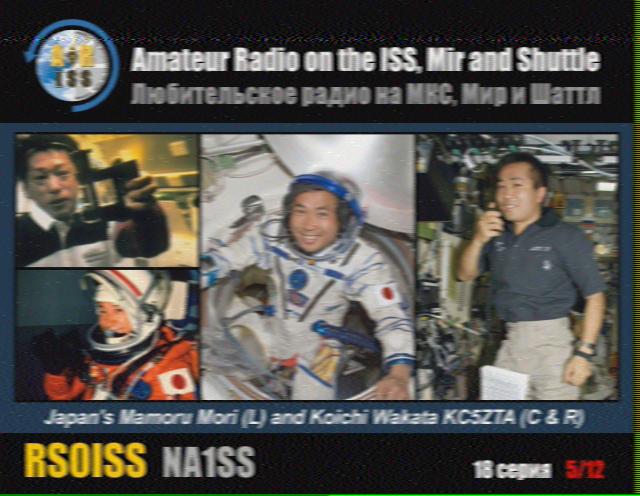 ARISS
Amateur Radio on the ISS, Mir and Shuttle
Любительское радио на МКС, Мир и Шаттл
Japan's Mamoru Mori (L) and Koichi Wakata KC5ZTA (C & R)
RS0ISS NA1SS
18 серия 5/12